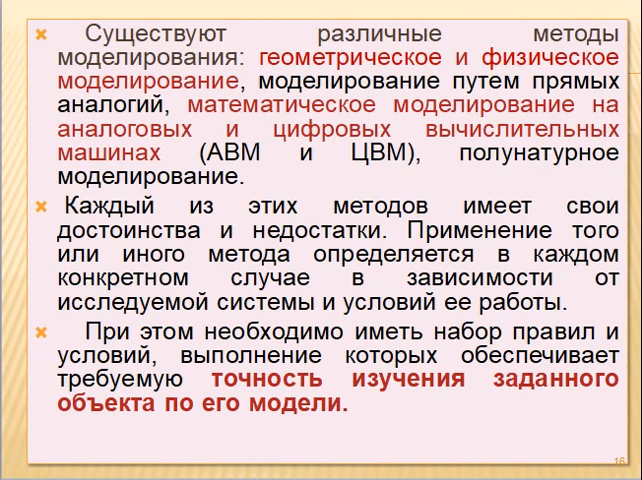 Существуют различные методы
моделирования: геометрическое и физическое
моделирование, моделирование путем прямых
аналогий, математическое моделирование на
аналоговых и цифровых вычислительных
машинах (АВМ и ЦВМ), полунатурное
моделирование.
Каждый из этих методов имеет свои
достоинства и недостатки. Применение того
или иного метода определяется в каждом
конкретном случае в зависимости от
исследуемой системы и условий ее работы.
При этом необходимо иметь набор правил и
условий, выполнение которых обеспечивает
требуемую точность изучения заданного
объекта по его модели.
16